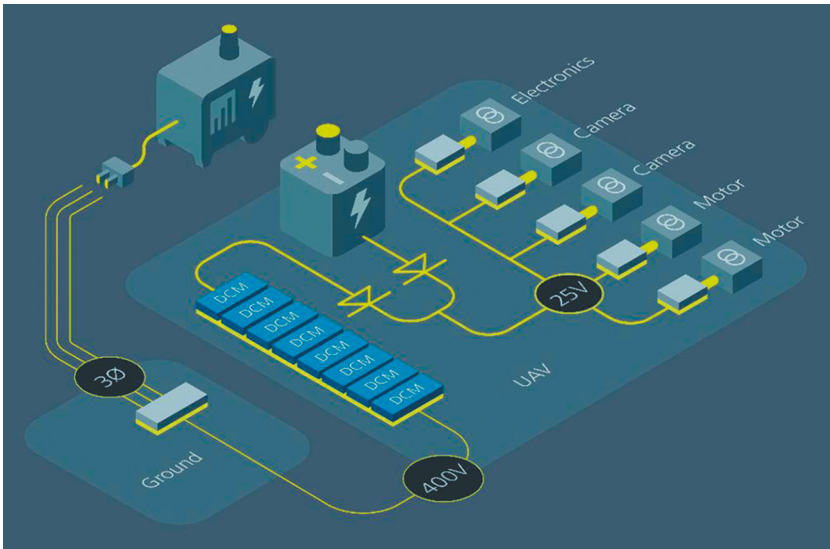 Electronics
Camera
Camera
Motor
Motor
+
–
25V
DCM
DCM
DCM
DCM
DCM
DCM
DCM
DCM
UAV
3Ø
Ground
400V